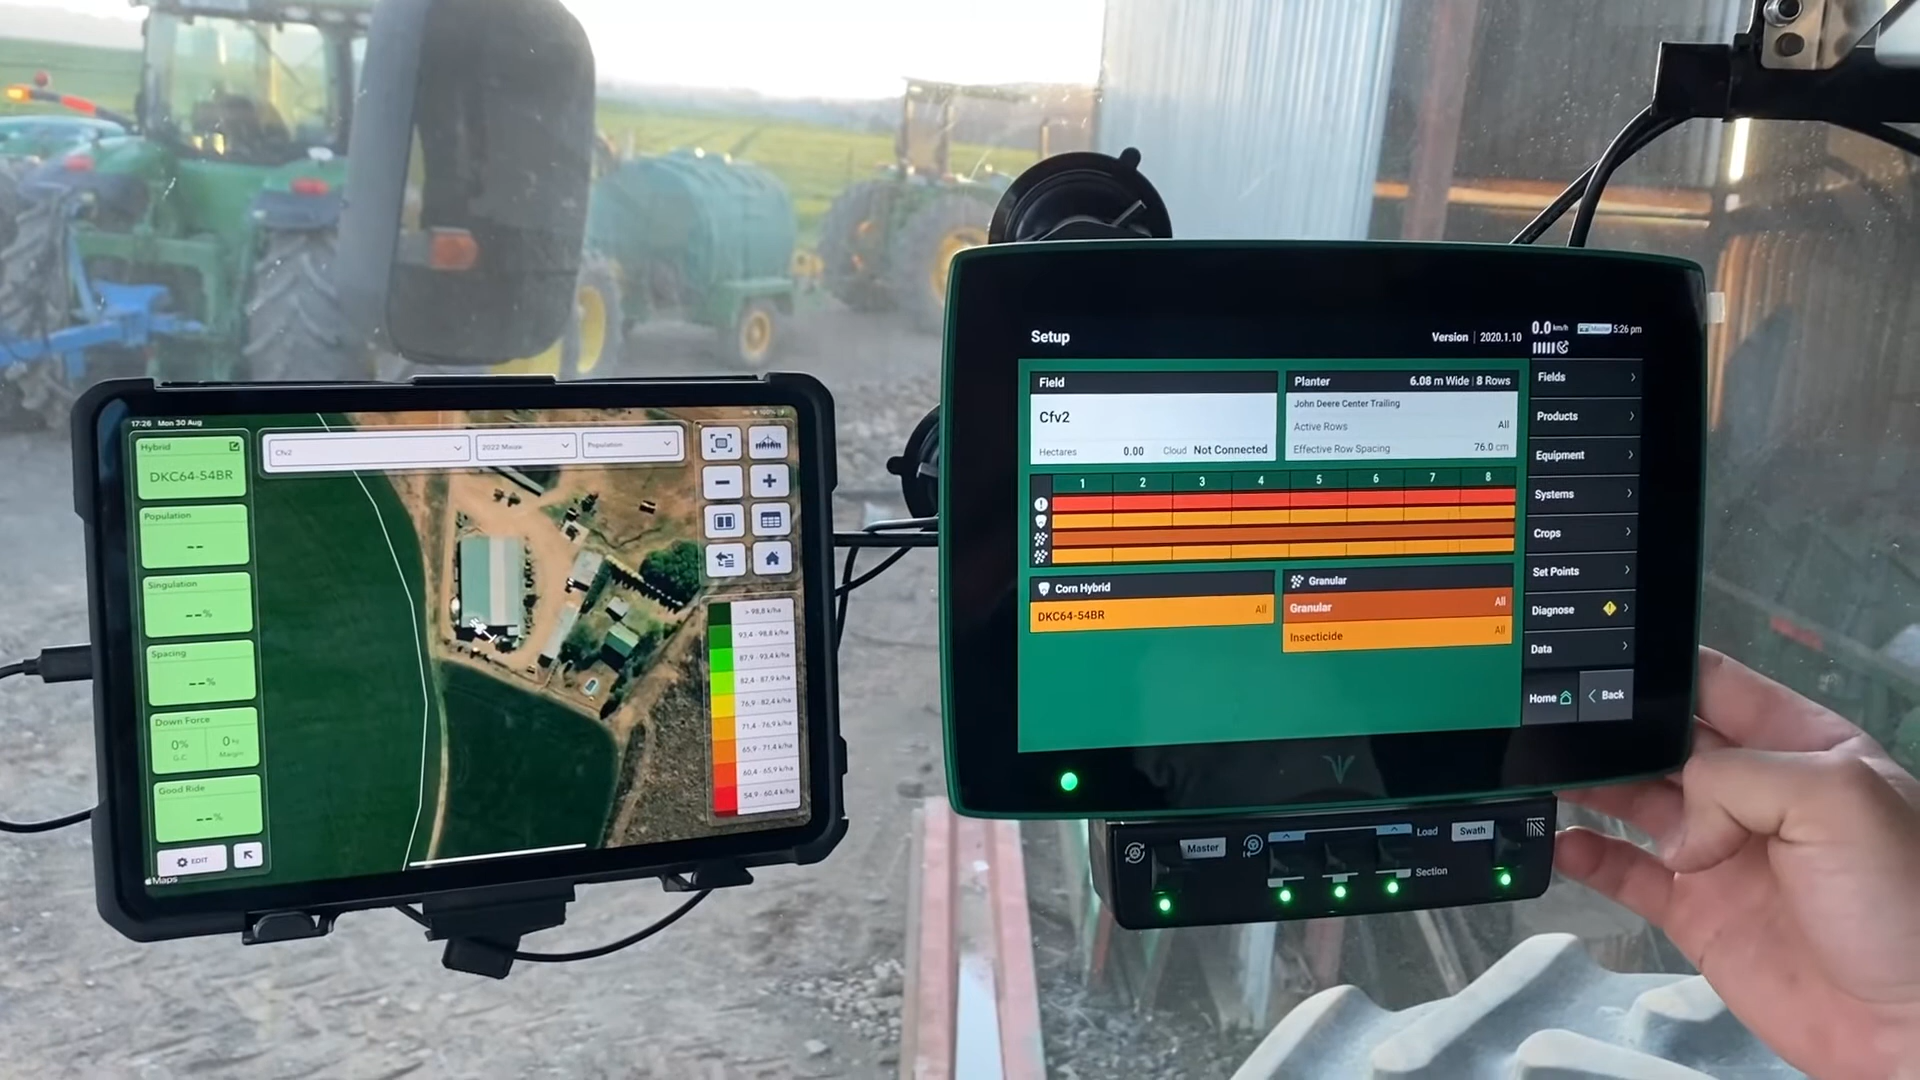 17:26 Mon 30 Aug
100%
Hybrid
DKC64-54BR
Population
--
Singulation
--%
Spacing
--%
Down Force
0%
G.C.
0 kg
Margin
Good Ride
--%
EDIT
Maps
Cfv2
2022 Maize
Population
> 98,8 k/ha
93,4 - 98,8 k/ha
87,9 - 93,4 k/ha
82,4 - 87,9 k/ha
76,9 - 82,4 k/ha
71,4 - 76,9 k/ha
65,9 - 71,4 k/ha
60,4 - 65,9 k/ha
54,9 - 60,4 k/ha
Setup
Version | 2020.1.10
0.0 km/h
Master
5:26 pm
Field
Cfv2
Hectares 0.00 Cloud Not Connected
Planter 6.08 m Wide | 8 Rows
John Deere Center Trailing
Active Rows All
Effective Row Spacing 76.0 cm
1 2 3 4 5 6 7 8
Corn Hybrid
DKC64-54BR All
Granular
Granular All
Insecticide All
Fields
Products
Equipment
Systems
Crops
Set Points
Diagnose
Data
Home
Back
Master
Load
Section
Swath